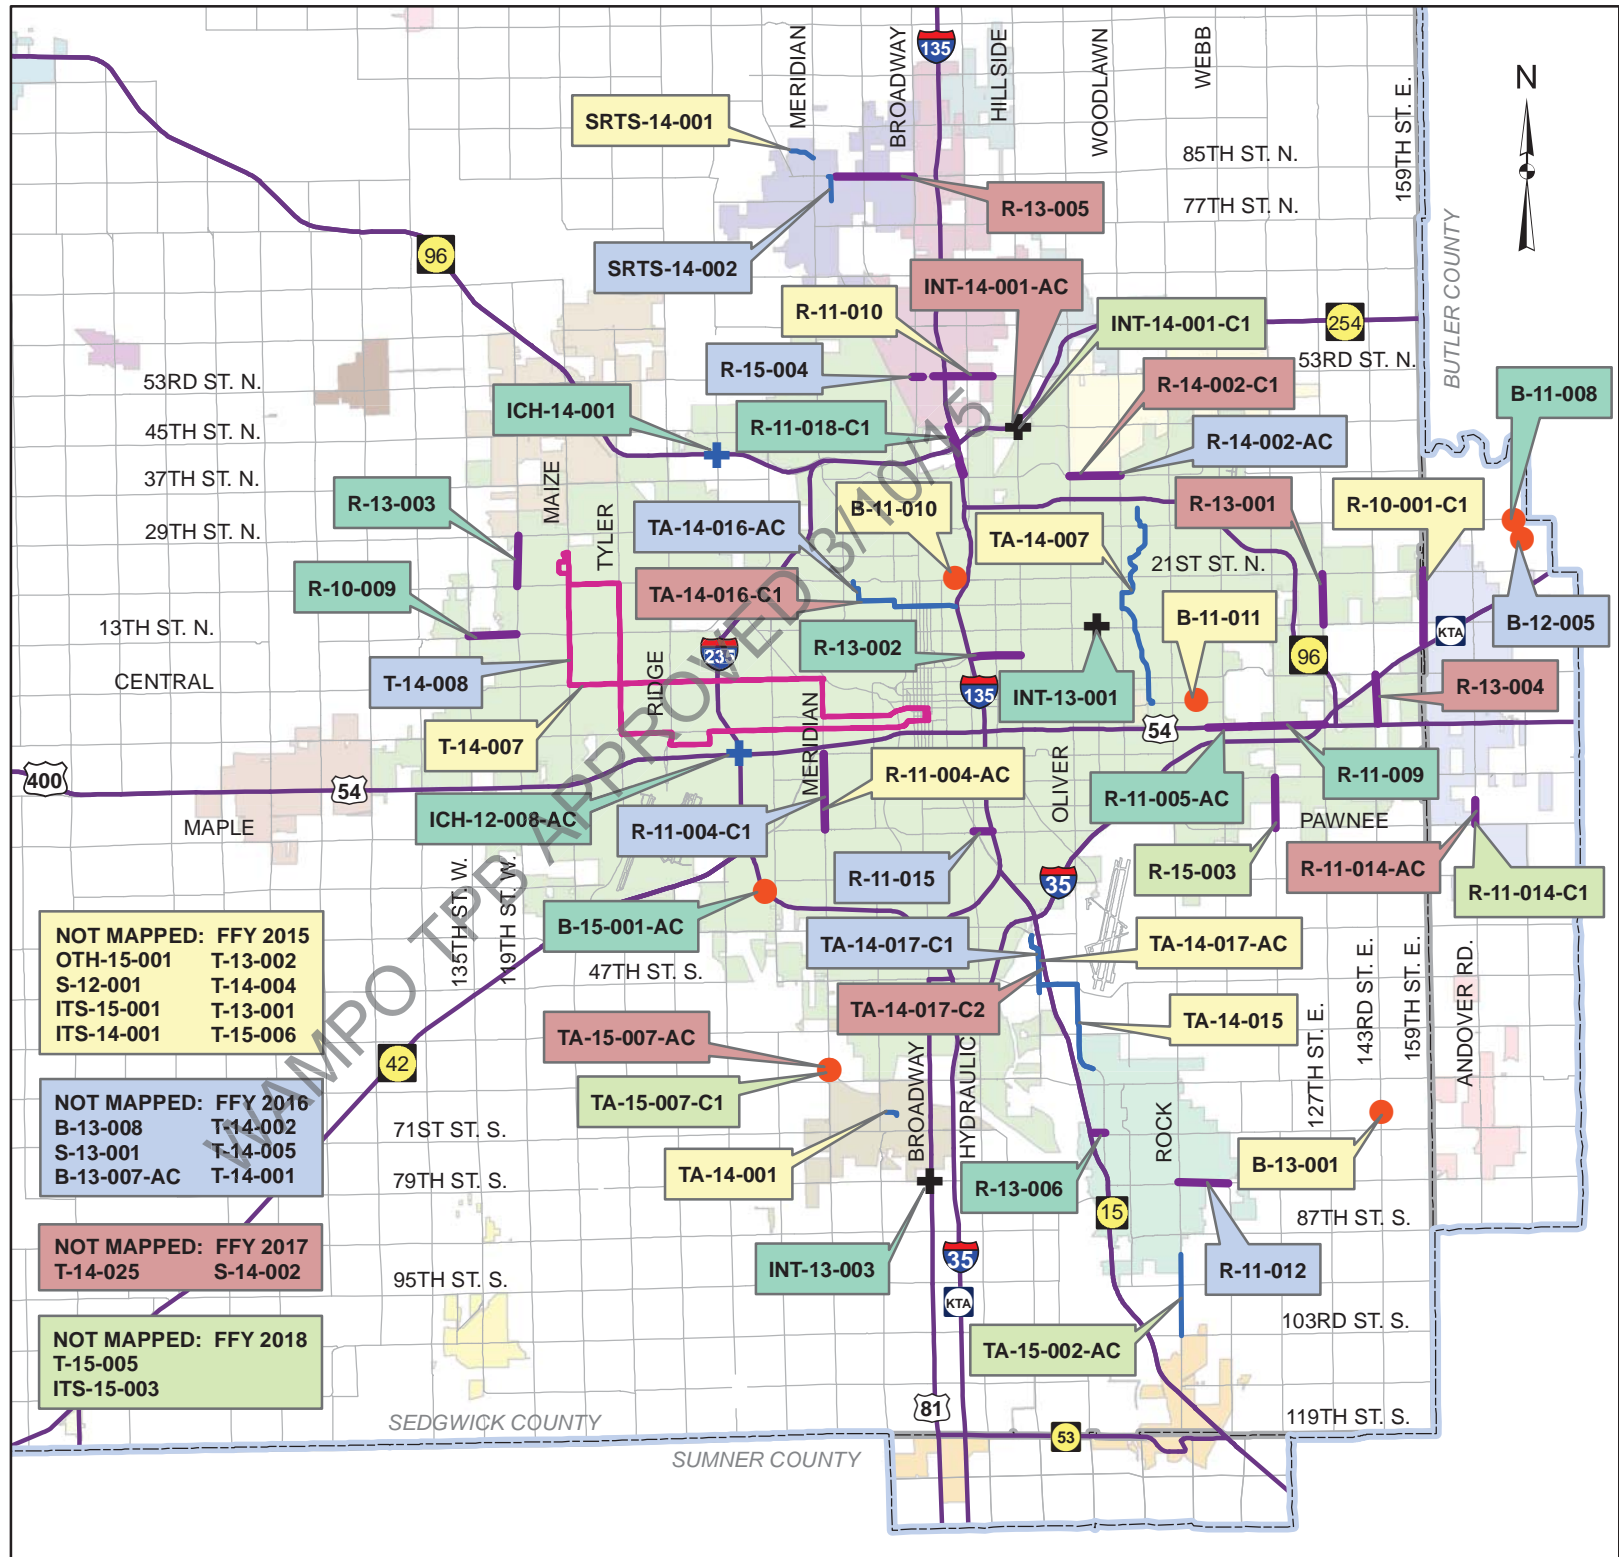 MERIDIAN
BROADWAY
135
HILLSIDE
WOODLAWN
WEBB
159TH ST. E.
N
SRTS-14-001
85TH ST. N.
R-13-005
77TH ST. N.
SRTS-14-002
96
BUTLER COUNTY
INT-14-001-AC
R-11-010
INT-14-001-C1
254
53RD ST. N.
R-15-004
R-14-002-C1
53RD ST. N.
B-11-008
ICH-14-001
R-11-018-C1
45TH ST. N.
R-14-002-AC
37TH ST. N.
MAIZE
R-13-003
B-11-010
R-13-001
R-10-001-C1
TA-14-016-AC
29TH ST. N.
TYLER
TA-14-007
21ST ST. N.
R-10-009
TA-14-016-C1
B-11-011
B-12-005
13TH ST. N.
KTA
R-13-002
235
96
CENTRAL
T-14-008
RIDGE
135
INT-13-001
R-13-004
MERIDIAN
T-14-007
54
400
54
R-11-004-AC
OLIVER
R-11-009
R-11-005-AC
MAPLE
ICH-12-008-AC
R-11-004-C1
PAWNEE
R-11-015
35
R-15-003
R-11-014-AC
R-11-014-C1
135TH ST. W.
119TH ST. W.
B-15-001-AC
TA-14-017-C1
TA-14-017-AC
47TH ST. S.
143RD ST. E.
159TH ST. E.
ANDOVER RD.
NOT MAPPED: FFY 2015
OTH-15-001 T-13-002
S-12-001 T-14-004
ITS-15-001 T-13-001
ITS-14-001 T-15-006
TA-14-017-C2
TA-14-015
127TH ST. E.
TA-15-007-AC
42
BROADWAY
HYDRAULIC
TA-15-007-C1
NOT MAPPED: FFY 2016
B-13-008 T-14-002
S-13-001 T-14-005
B-13-007-AC T-14-001
71ST ST. S.
ROCK
B-13-001
TA-14-001
79TH ST. S.
R-13-006
15
87TH ST. S.
NOT MAPPED: FFY 2017
T-14-025 S-14-002
INT-13-003
35
R-11-012
95TH ST. S.
KTA
103RD ST. S.
NOT MAPPED: FFY 2018
T-15-005
ITS-15-003
TA-15-002-AC
81
119TH ST. S.
SEDGWICK COUNTY
53
SUMNER COUNTY
WAMPO TPB APPROVED 3/10/15